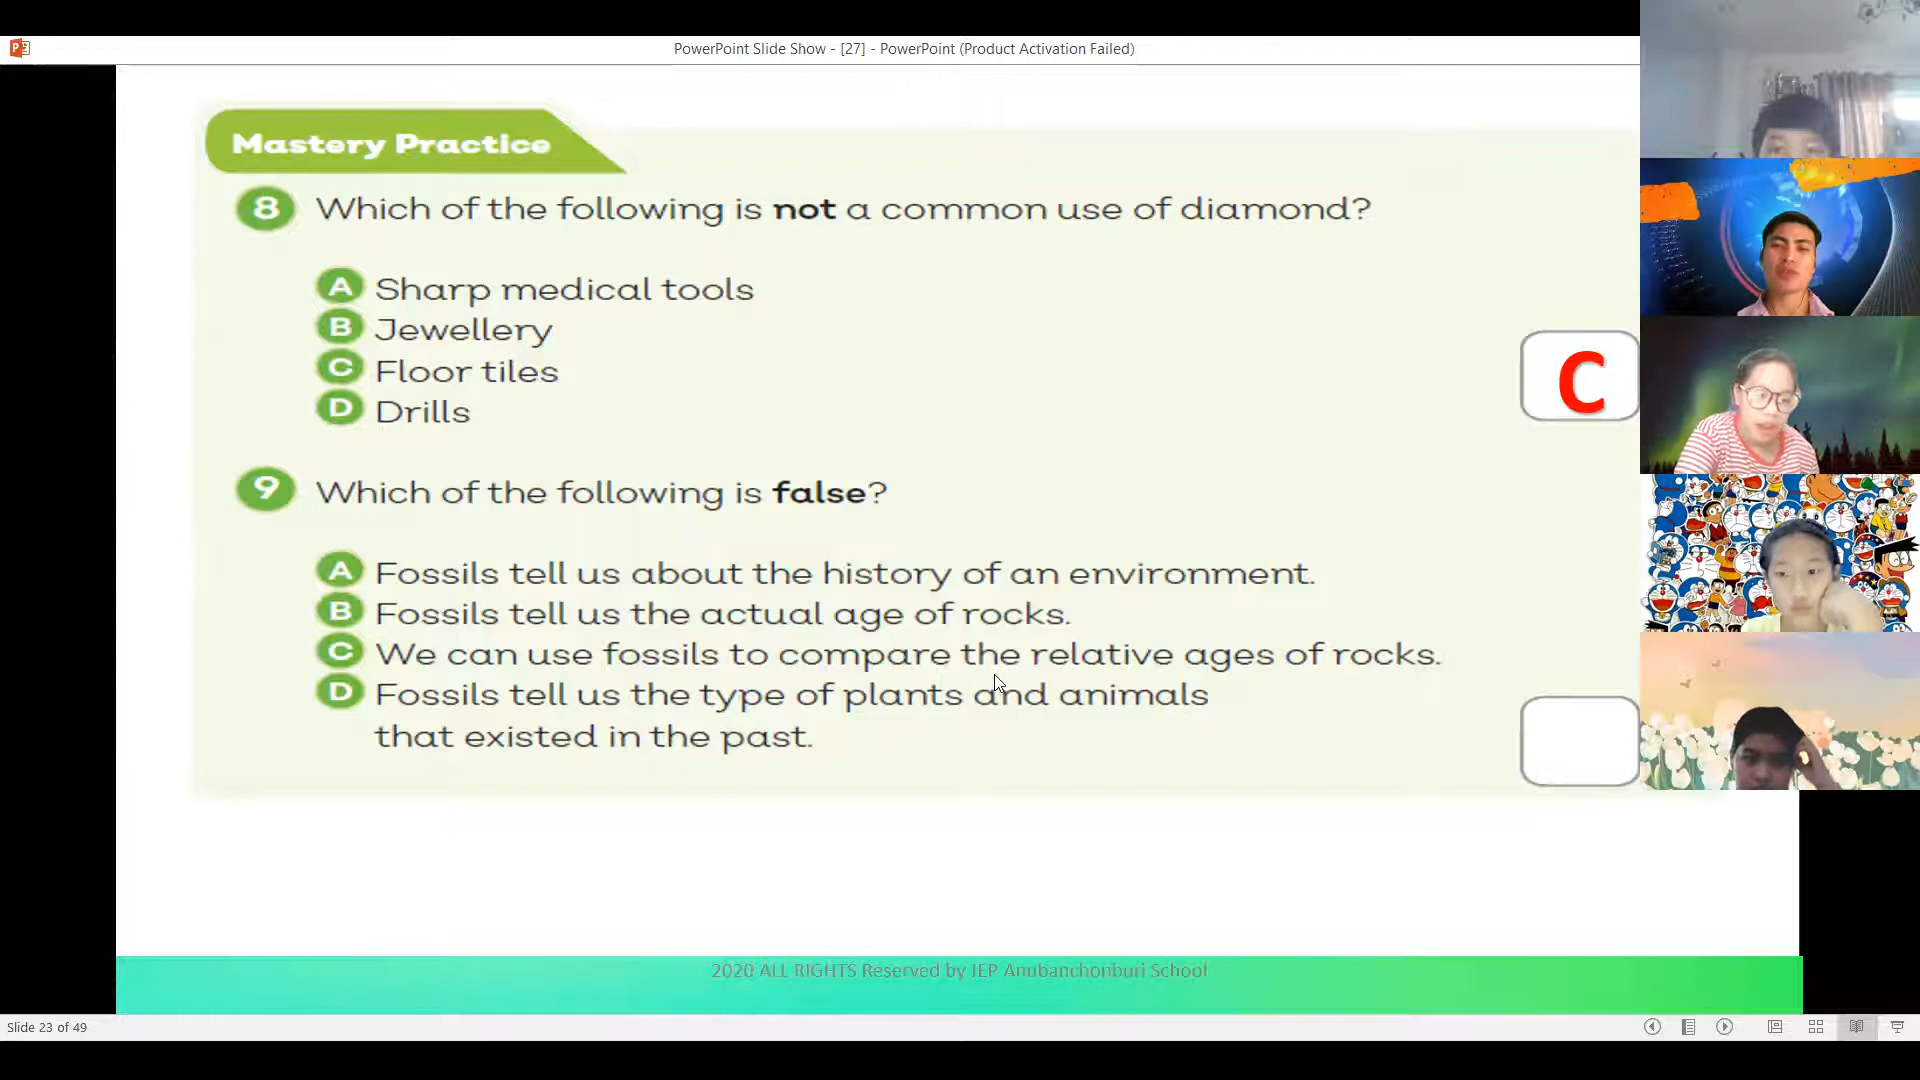 PowerPoint Slide Show - [27] - PowerPoint (Product Activation Failed)
Mastery Practice
8 Which of the following is not a common use of diamond?
A Sharp medical tools
B Jewellery
C Floor tiles
D Drills
C
9 Which of the following is false?
A Fossils tell us about the history of an environment.
B Fossils tell us the actual age of rocks.
C We can use fossils to compare the relative ages of rocks.
D Fossils tell us the type of plants and animals
that existed in the past.
2020 ALL RIGHTS Reserved by IEP Anubanchonburi School
Slide 23 of 49